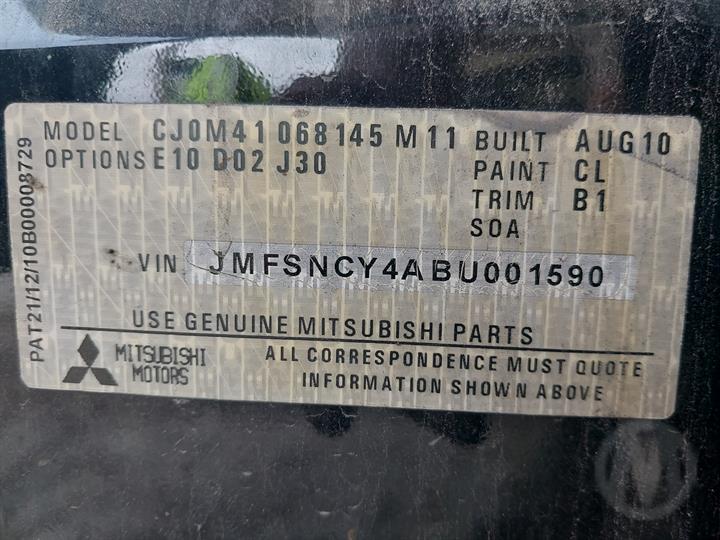 MODEL CJ0M41 068145 M11 BUILT AUG10
OPTIONS E10 D02 J30 PAINT CL
TRIM B1
SOA
VIN JMFSNCY4ABU001590
USE GENUINE MITSUBISHI PARTS
MITSUBISHI MOTORS
ALL CORRESPONDENCE MUST QUOTE
INFORMATION SHOWN ABOVE
PAT21/12/10B00008729
M